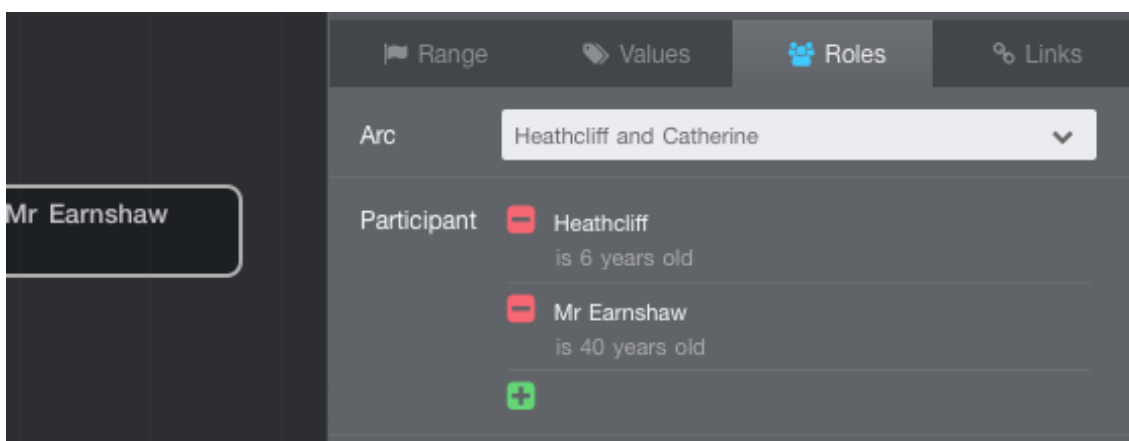 Range Values Roles Links
Arc Heathcliff and Catherine
Mr Earnshaw
Participant Heathcliff
is 6 years old
Mr Earnshaw
is 40 years old